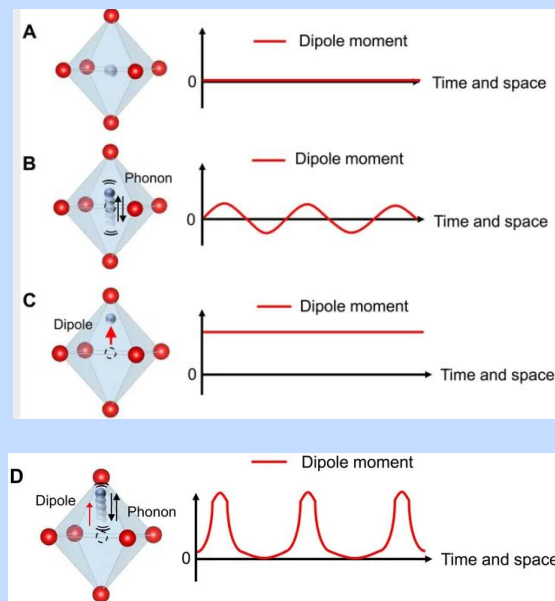 A
Dipole moment
0
Time and space
B
Phonon
Dipole moment
0
Time and space
C
Dipole
Dipole moment
0
Time and space
D
Dipole
Phonon
Dipole moment
0
Time and space